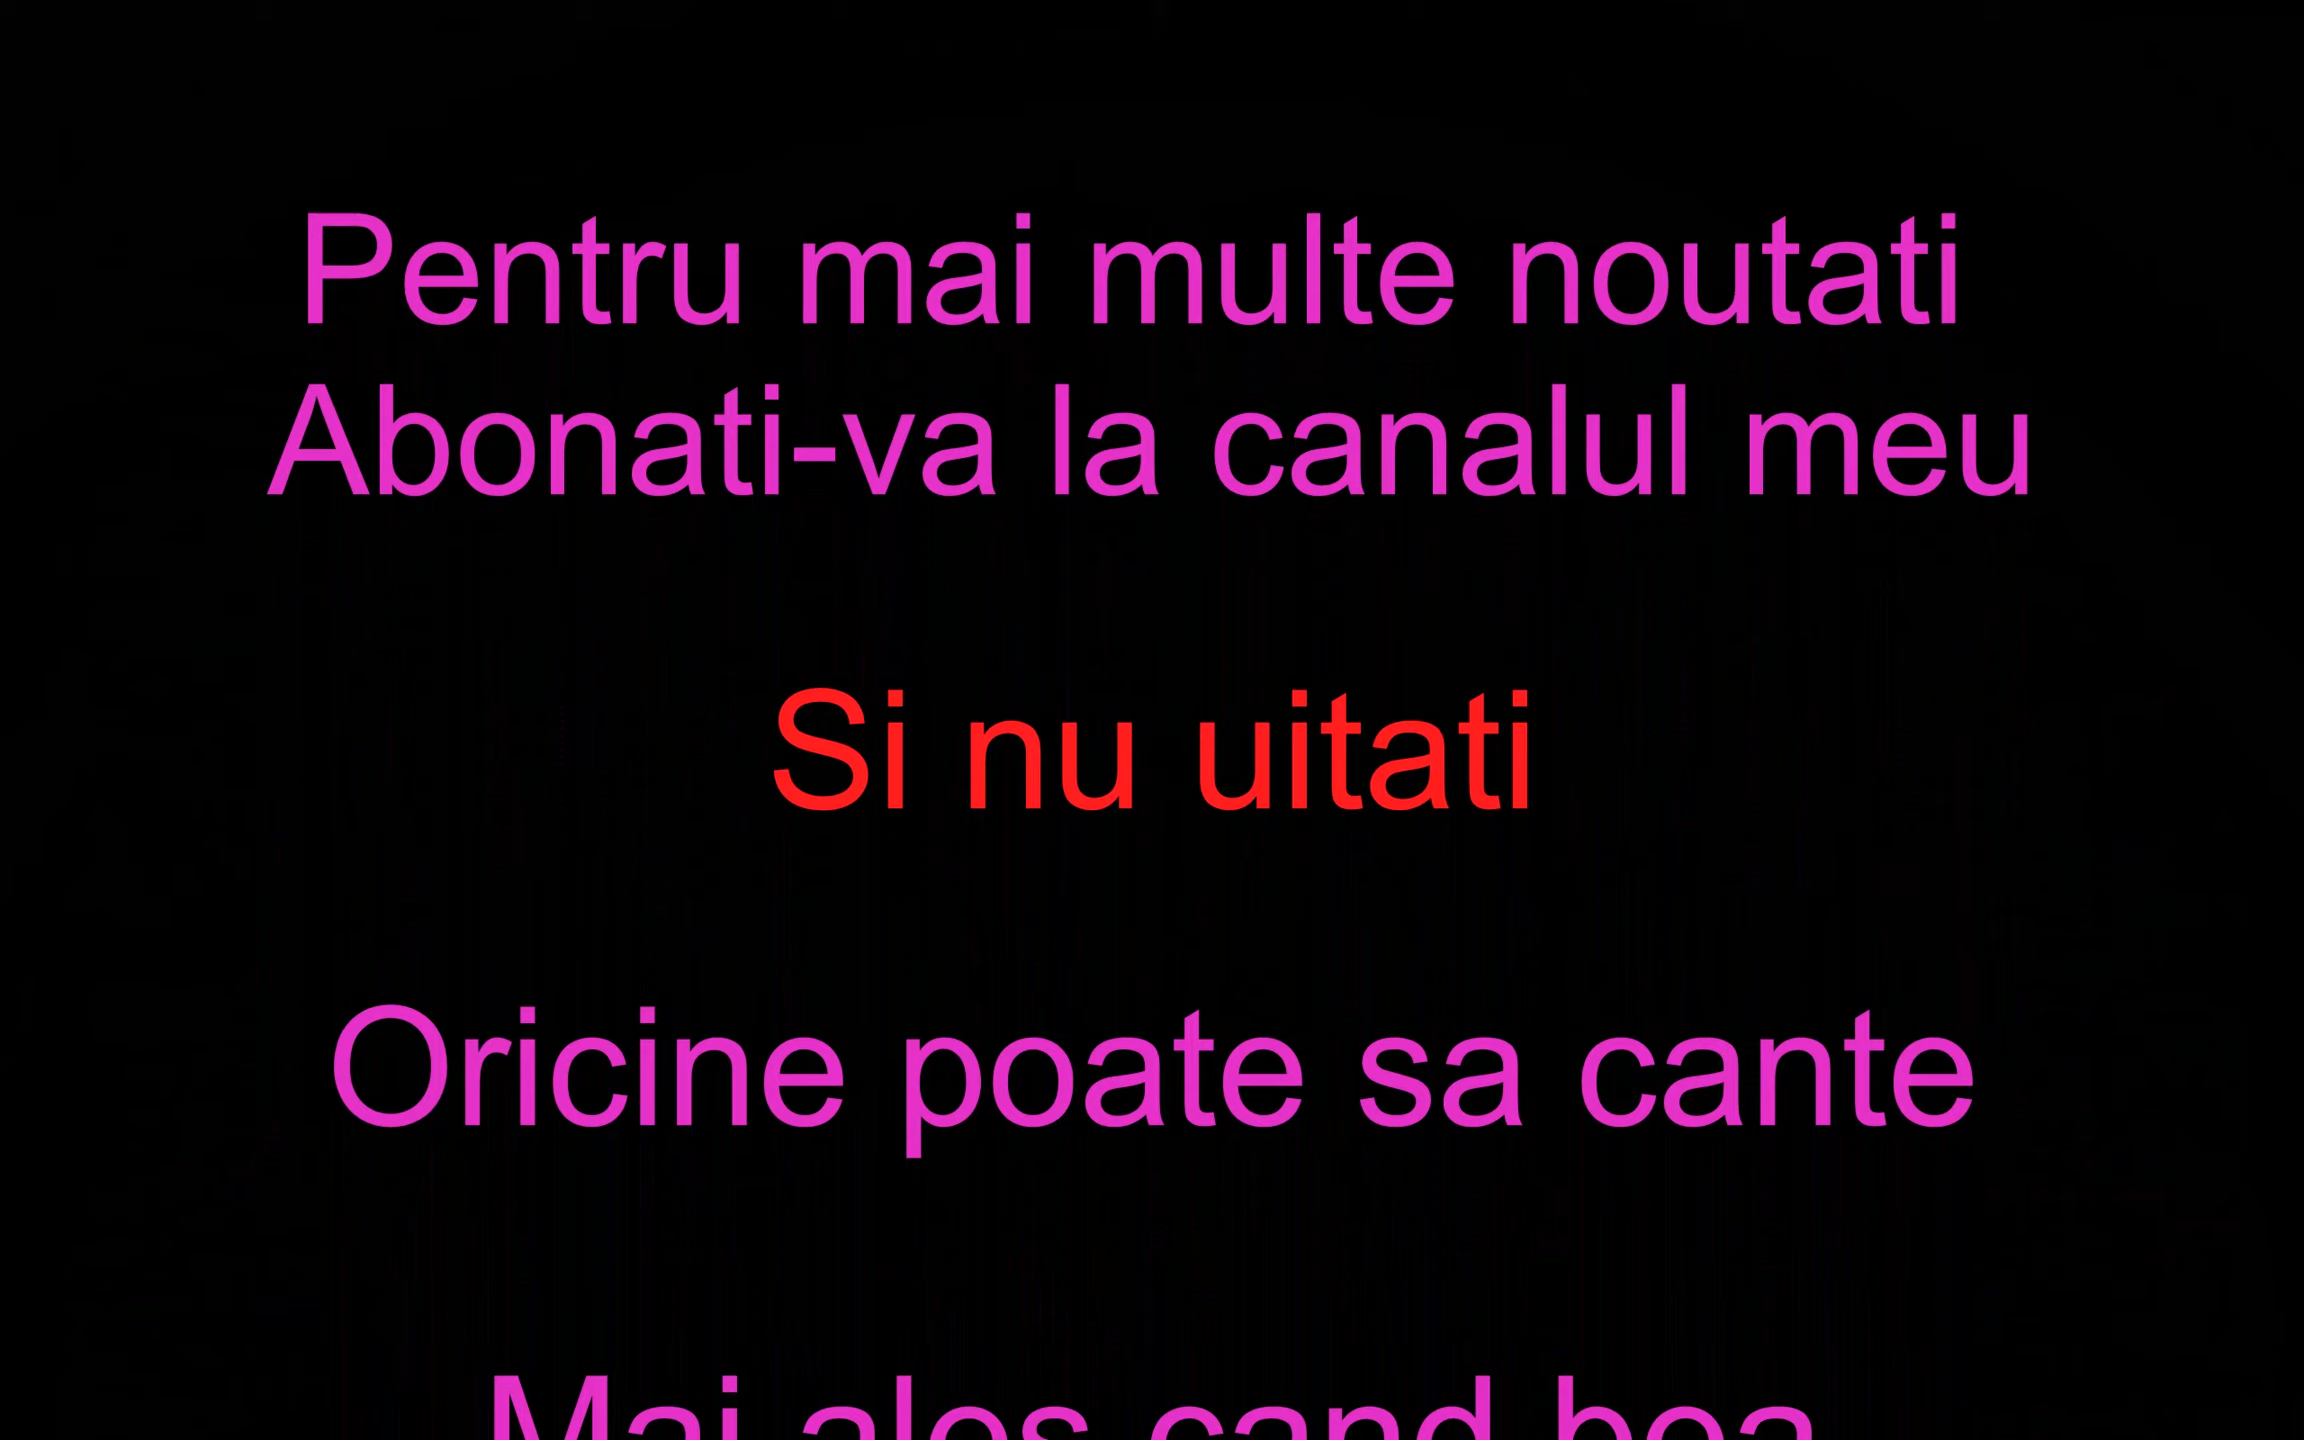 Pentru mai multe noutati
Abonati-va la canalul meu
Si nu uitati
Oricine poate sa cante
Mai ales cand bea